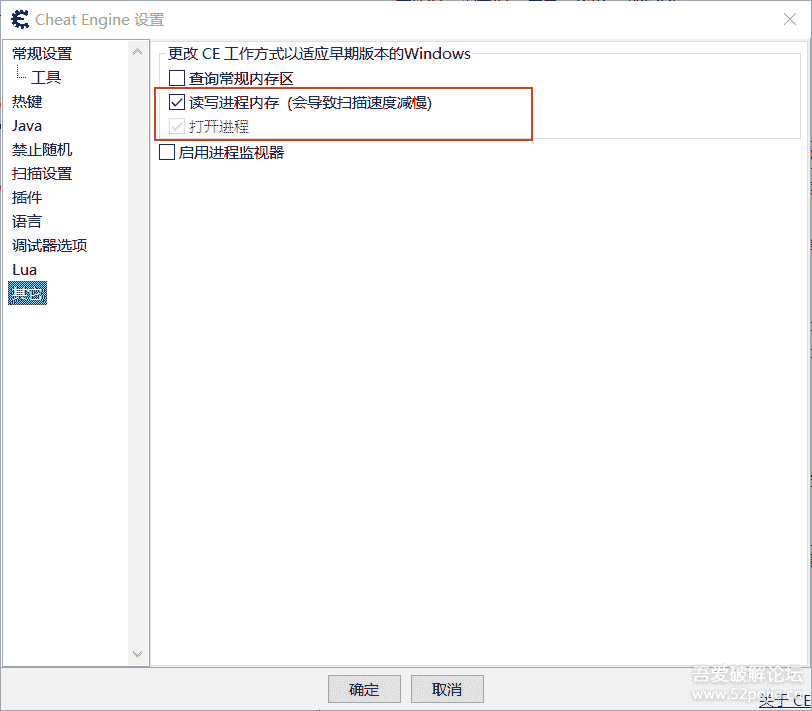 Cheat Engine 设置
常规设置
工具
热键
Java
禁止随机
扫描设置
插件
语言
调试器选项
Lua
其它
更改 CE 工作方式以适应早期版本的Windows
查询常规内存区
读写进程内存 (会导致扫描速度减慢)
打开进程
启用进程监视器
确定
取消
吾爱破解论坛
www.52pojie.cn
关于 CE